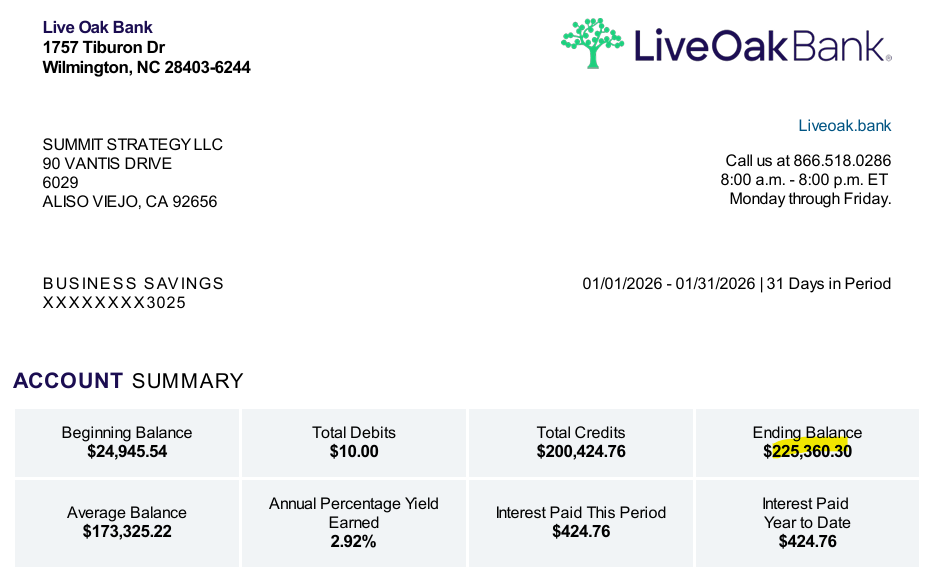 Live Oak Bank
1757 Tiburon Dr
Wilmington, NC 28403-6244
LiveOakBank®
Liveoak.bank
Call us at 866.518.0286
8:00 a.m. - 8:00 p.m. ET
Monday through Friday.
SUMMIT STRATEGY LLC
90 VANTIS DRIVE
6029
ALISO VIEJO, CA 92656
BUSINESS SAVINGS
XXXXXXXX3025
01/01/2026 - 01/31/2026 | 31 Days in Period
ACCOUNT SUMMARY
Beginning Balance
$24,945.54
Total Debits
$10.00
Total Credits
$200,424.76
Ending Balance
$225,360.30
Average Balance
$173,325.22
Annual Percentage Yield
Earned
2.92%
Interest Paid This Period
$424.76
Interest Paid
Year to Date
$424.76